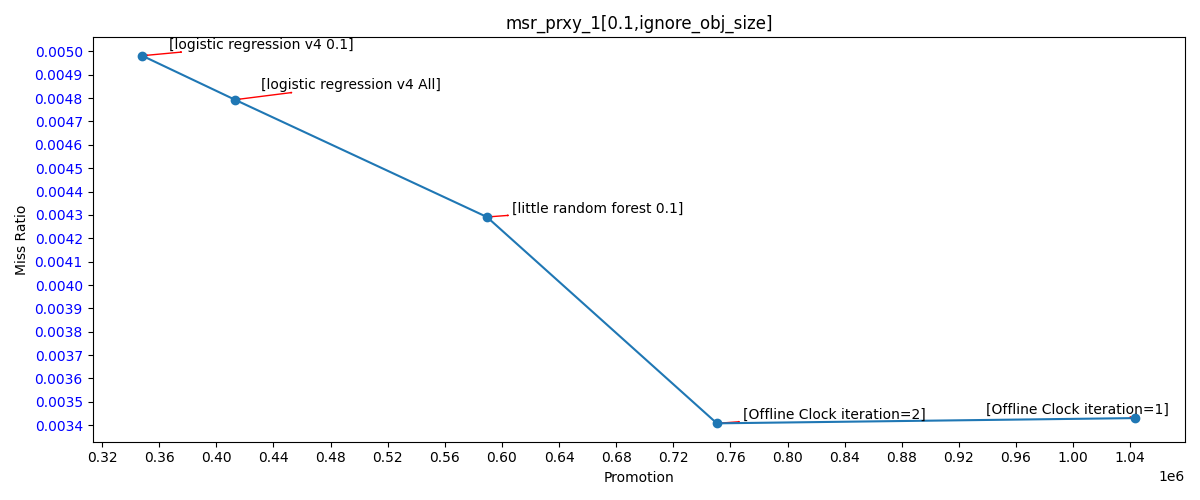 msr_prxy_1[0.1,ignore_obj_size]
0.0050
0.0049
0.0048
0.0047
0.0046
0.0045
0.0044
0.0043
0.0042
0.0041
0.0040
0.0039
0.0038
0.0037
0.0036
0.0035
0.0034
Miss Ratio
[logistic regression v4 0.1]
[logistic regression v4 All]
[little random forest 0.1]
[Offline Clock iteration=2]
[Offline Clock iteration=1]
0.32 0.36 0.40 0.44 0.48 0.52 0.56 0.60 0.64 0.68 0.72 0.76 0.80 0.84 0.88 0.92 0.96 1.00 1.04
Promotion
1e6